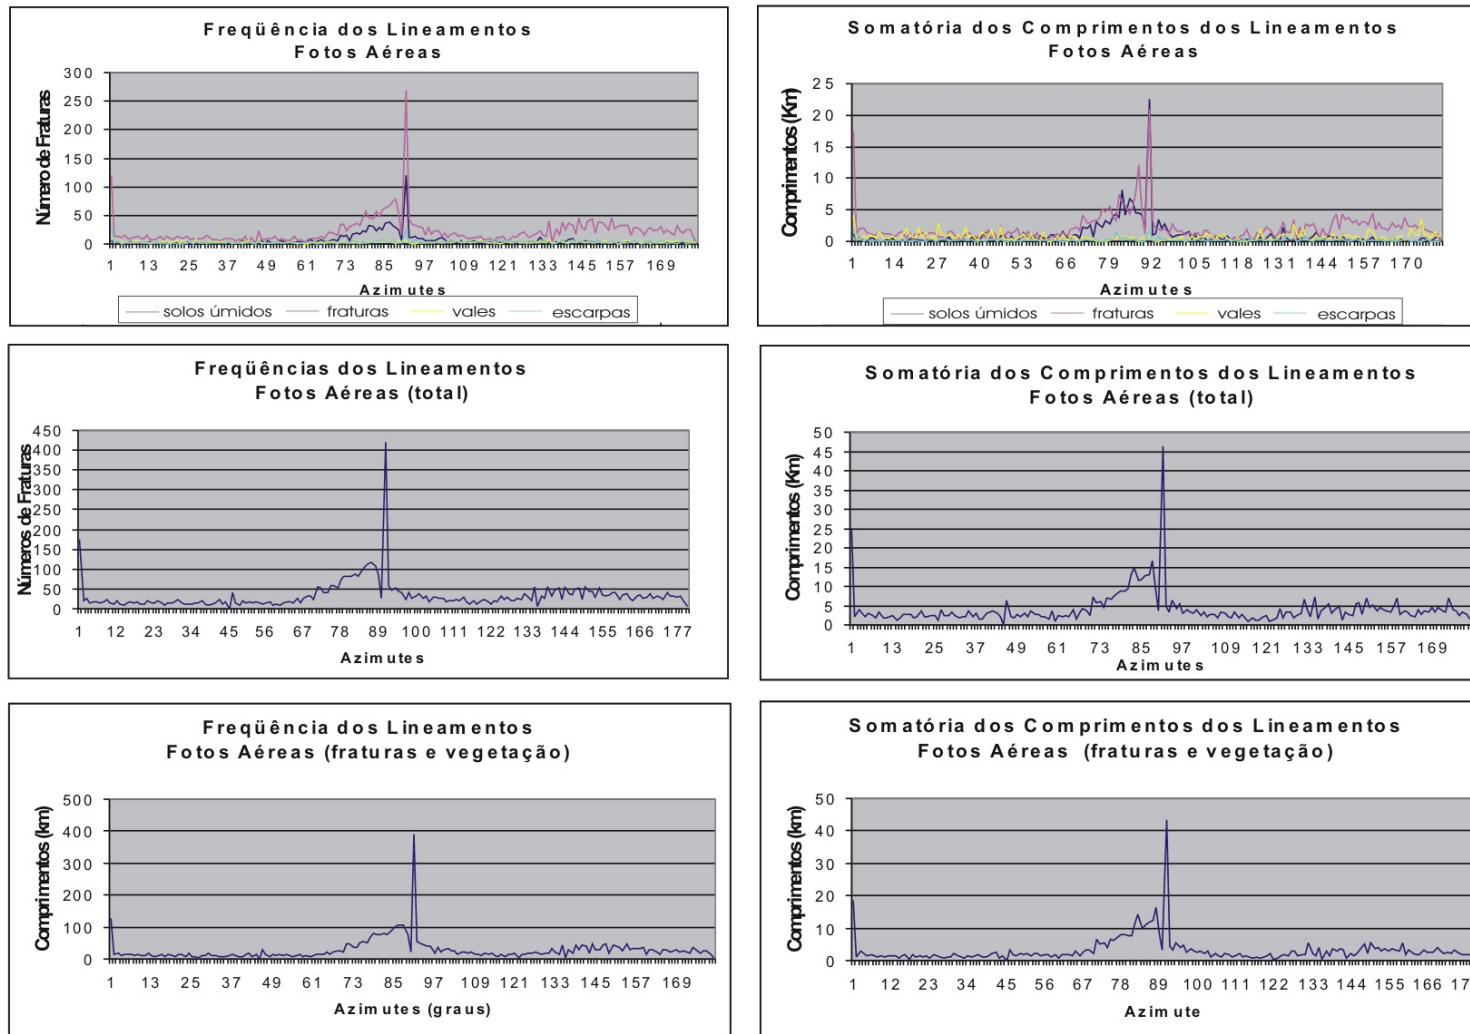 Freqüência dos Lineamentos
Fotos Aéreas
Número de Fraturas
300
250
200
150
100
50
0
1 13 25 37 49 61 73 85 97 109 121 133 145 157 169
Azimutes
solos úmidos fraturas vales escarpas
Somatória dos Comprimentos dos Lineamentos
Fotos Aéreas
Comprimentos (Km)
25
20
15
10
5
0
1 14 27 40 53 66 79 92 105 118 131 144 157 170
Azimutes
solos úmidos fraturas vales escarpas
Freqüências dos Lineamentos
Fotos Aéreas (total)
Números de Fraturas
450
400
350
300
250
200
150
100
50
0
1 12 23 34 45 56 67 78 89 100 111 122 133 144 155 166 177
Azimutes
Somatória dos Comprimentos dos Lineamentos
Fotos Aéreas (total)
Comprimentos (Km)
50
45
40
35
30
25
20
15
10
5
0
1 13 25 37 49 61 73 85 97 109 121 133 145 157 169
Azimutes
Freqüência dos Lineamentos
Fotos Aéreas (fraturas e vegetação)
Comprimentos (km)
500
400
300
200
100
0
1 13 25 37 49 61 73 85 97 109 121 133 145 157 169
Azimutes (graus)
Somatória dos Comprimentos dos Lineamentos
Fotos Aéreas (fraturas e vegetação)
Comprimentos (km)
50
40
30
20
10
0
1 12 23 34 45 56 67 78 89 100 111 122 133 144 155 166 17
Azimute